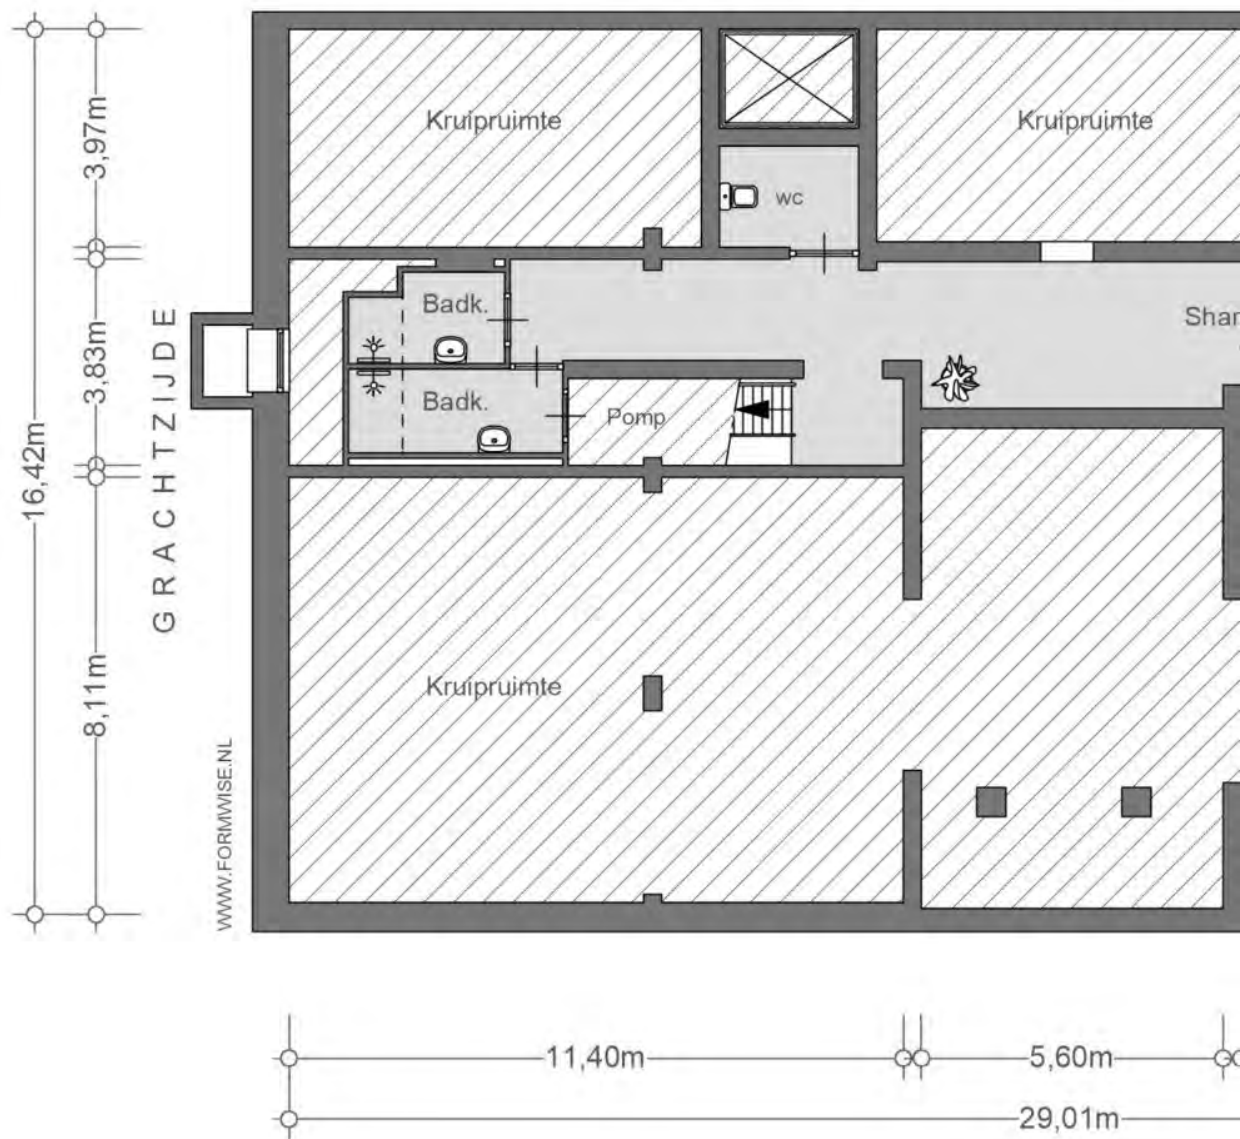 3,97m
Kruipruimte
Kruipruimte
wc
Badk.
Shar
3,83m
Badk.
Pomp
16,42m
GRACHTZIJDE
8,11m
Kruipruimte
WWW.FORMWISE.NL
11,40m
5,60m
29,01m